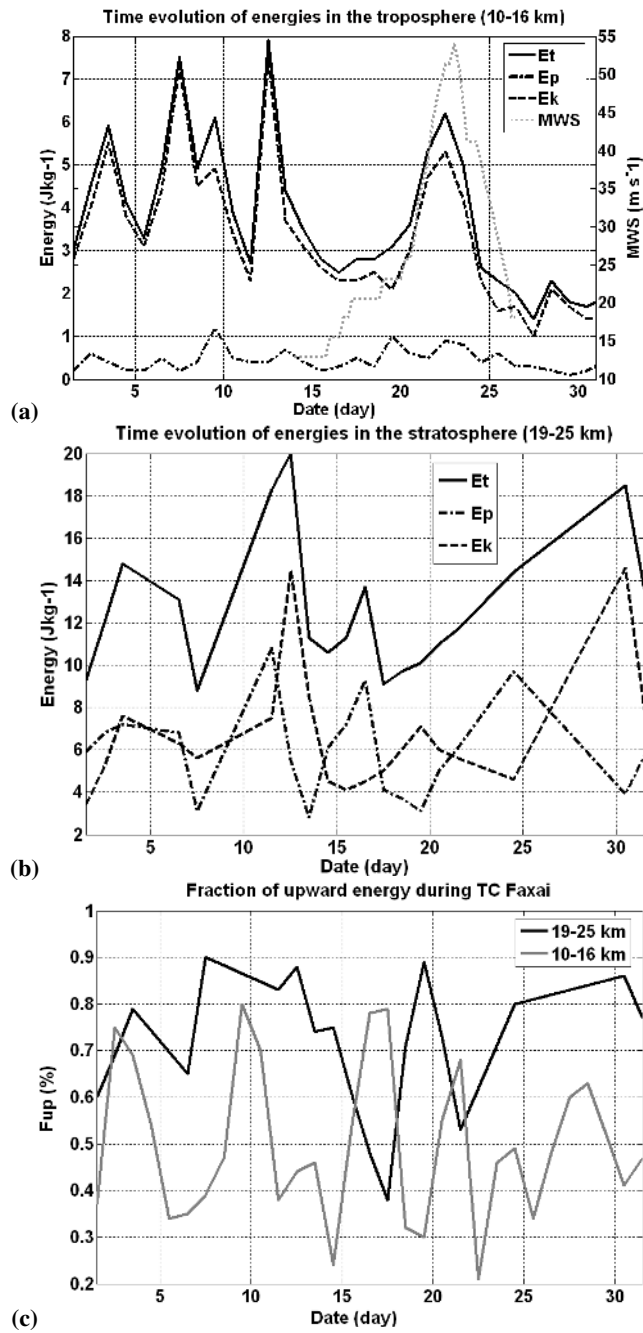 Time evolution of energies in the troposphere (10-16 km)
8
7
6
5
4
3
2
1
0
Energy (Jkg-1)
Et
Ep
Ek
MWS
55
50
45
40
35
30
25
20
15
10
MWS (m s-1)
5
10
15
20
25
30
Date (day)
(a)
Time evolution of energies in the stratosphere (19-25 km)
20
18
16
14
12
10
8
6
4
2
Energy (Jkg-1)
Et
Ep
Ek
5
10
15
20
25
30
Date (day)
(b)
Fraction of upward energy during TC Faxai
1
0.9
0.8
0.7
0.6
0.5
0.4
0.3
0.2
Fup (%)
19-25 km
10-16 km
5
10
15
20
25
30
Date (day)
(c)